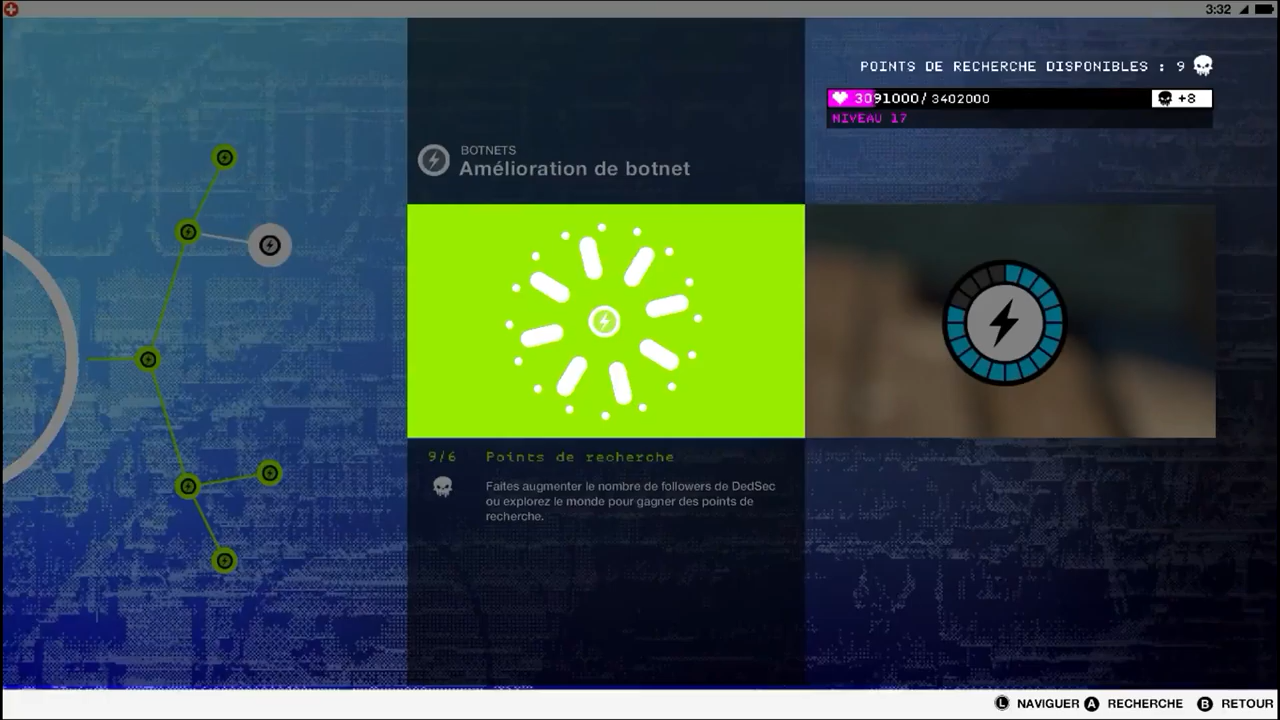 3:32
POINTS DE RECHERCHE DISPONIBLES : 9
3091000/3402000
+8
NIVEAU 17
BOTNETS
Amélioration de botnet
9/6 Points de recherche
Faites augmenter le nombre de followers de DedSec
ou explorez le monde pour gagner des points de
recherche.
L NAVIGUER A RECHERCHE B RETOUR